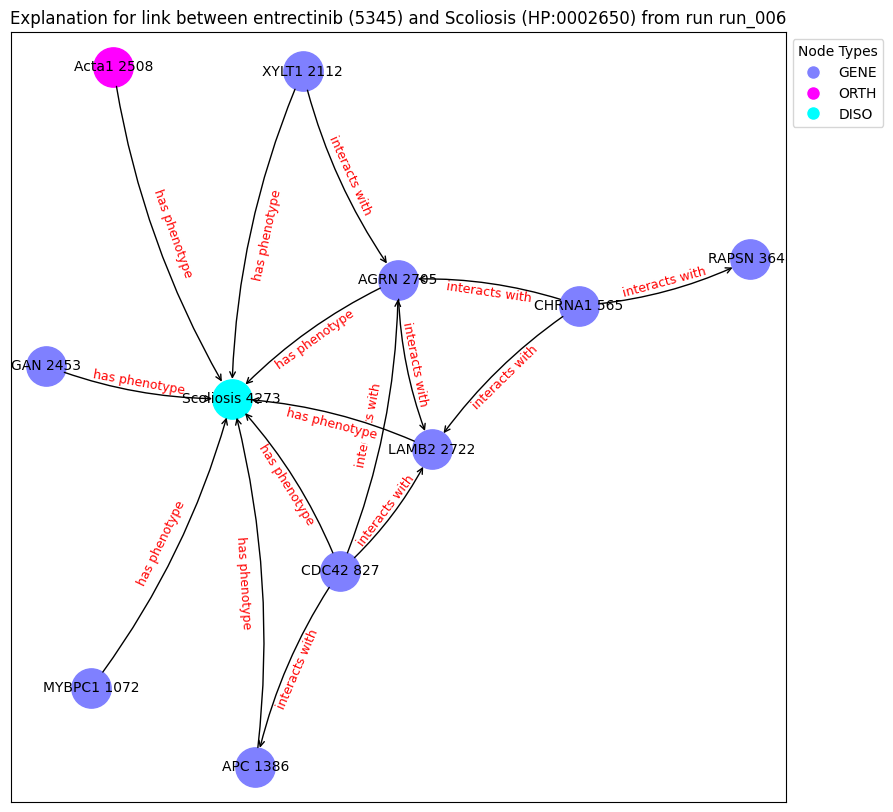 Explanation for link between entrectinib (5345) and Scoliosis (HP:0002650) from run run_006
Node Types
GENE
ORTH
DISO
Acta1 2508
XYLT1 2112
interacts with
has phenotype
has phenotype
RAPSN 364
AGRN 2705
interacts with
interacts with
CHRNA1 565
has phenotype
interacts with
interacts with
GAN 2453
has phenotype
Scoliosis 4273
has phenotype
interacts with
LAMB2 2722
has phenotype
interacts with
has phenotype
CDC42 827
has phenotype
interacts with
MYBPC1 1072
APC 1386